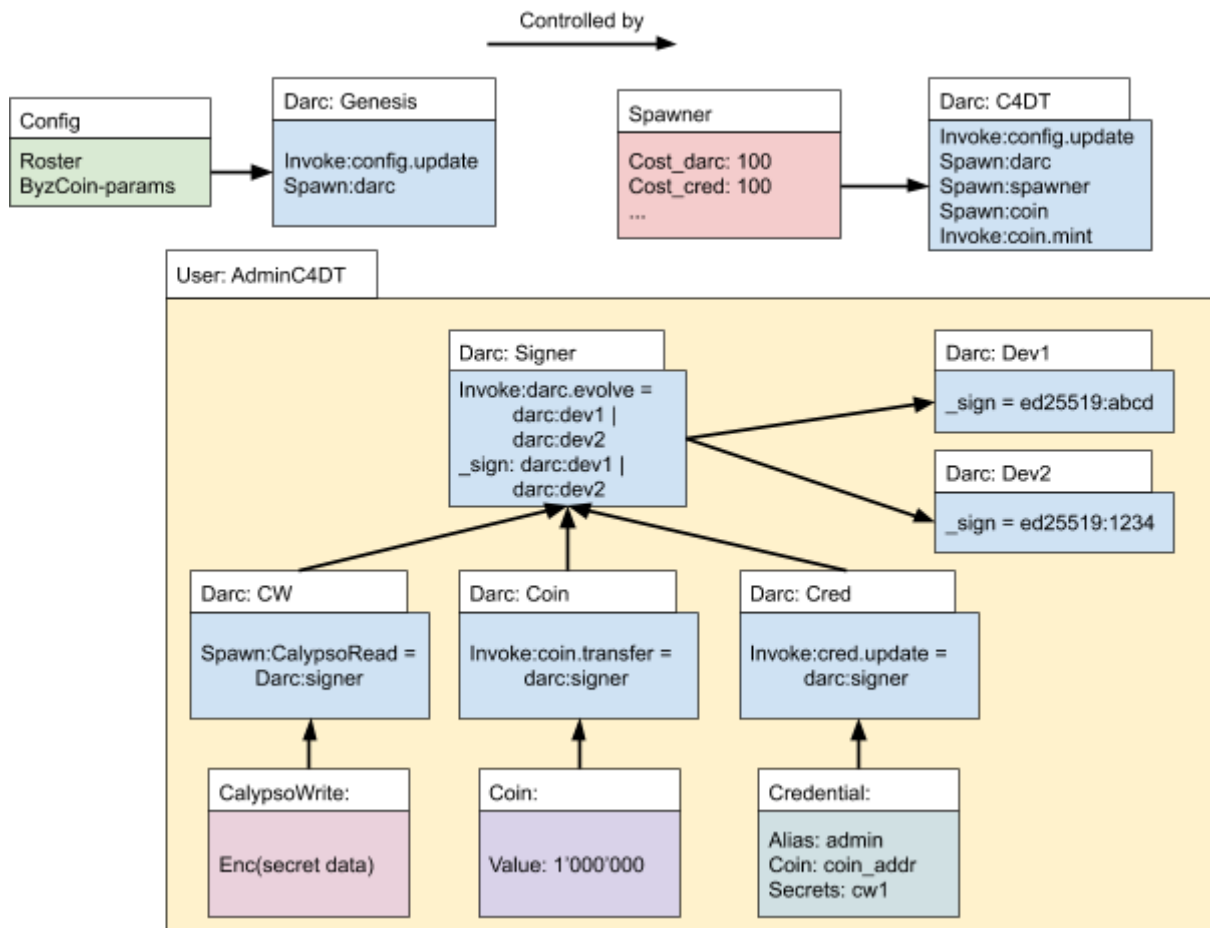 Controlled by
Config
Roster
ByzCoin-params
Darc: Genesis
Invoke:config.update
Spawn:darc
Spawner
Cost_darc: 100
Cost_cred: 100
...
Darc: C4DT
Invoke:config.update
Spawn:darc
Spawn:spawner
Spawn:coin
Invoke:coin.mint
User: AdminC4DT
Darc: Signer
Invoke:darc.evolve =
darc:dev1 |
darc:dev2
_sign: darc:dev1 |
darc:dev2
Darc: Dev1
_sign = ed25519:abcd
Darc: Dev2
_sign = ed25519:1234
Darc: CW
Spawn:CalypsoRead =
Darc:signer
Darc: Coin
Invoke:coin.transfer =
darc:signer
Darc: Cred
Invoke:cred.update =
darc:signer
CalypsoWrite:
Enc(secret data)
Coin:
Value: 1'000'000
Credential:
Alias: admin
Coin: coin_addr
Secrets: cw1